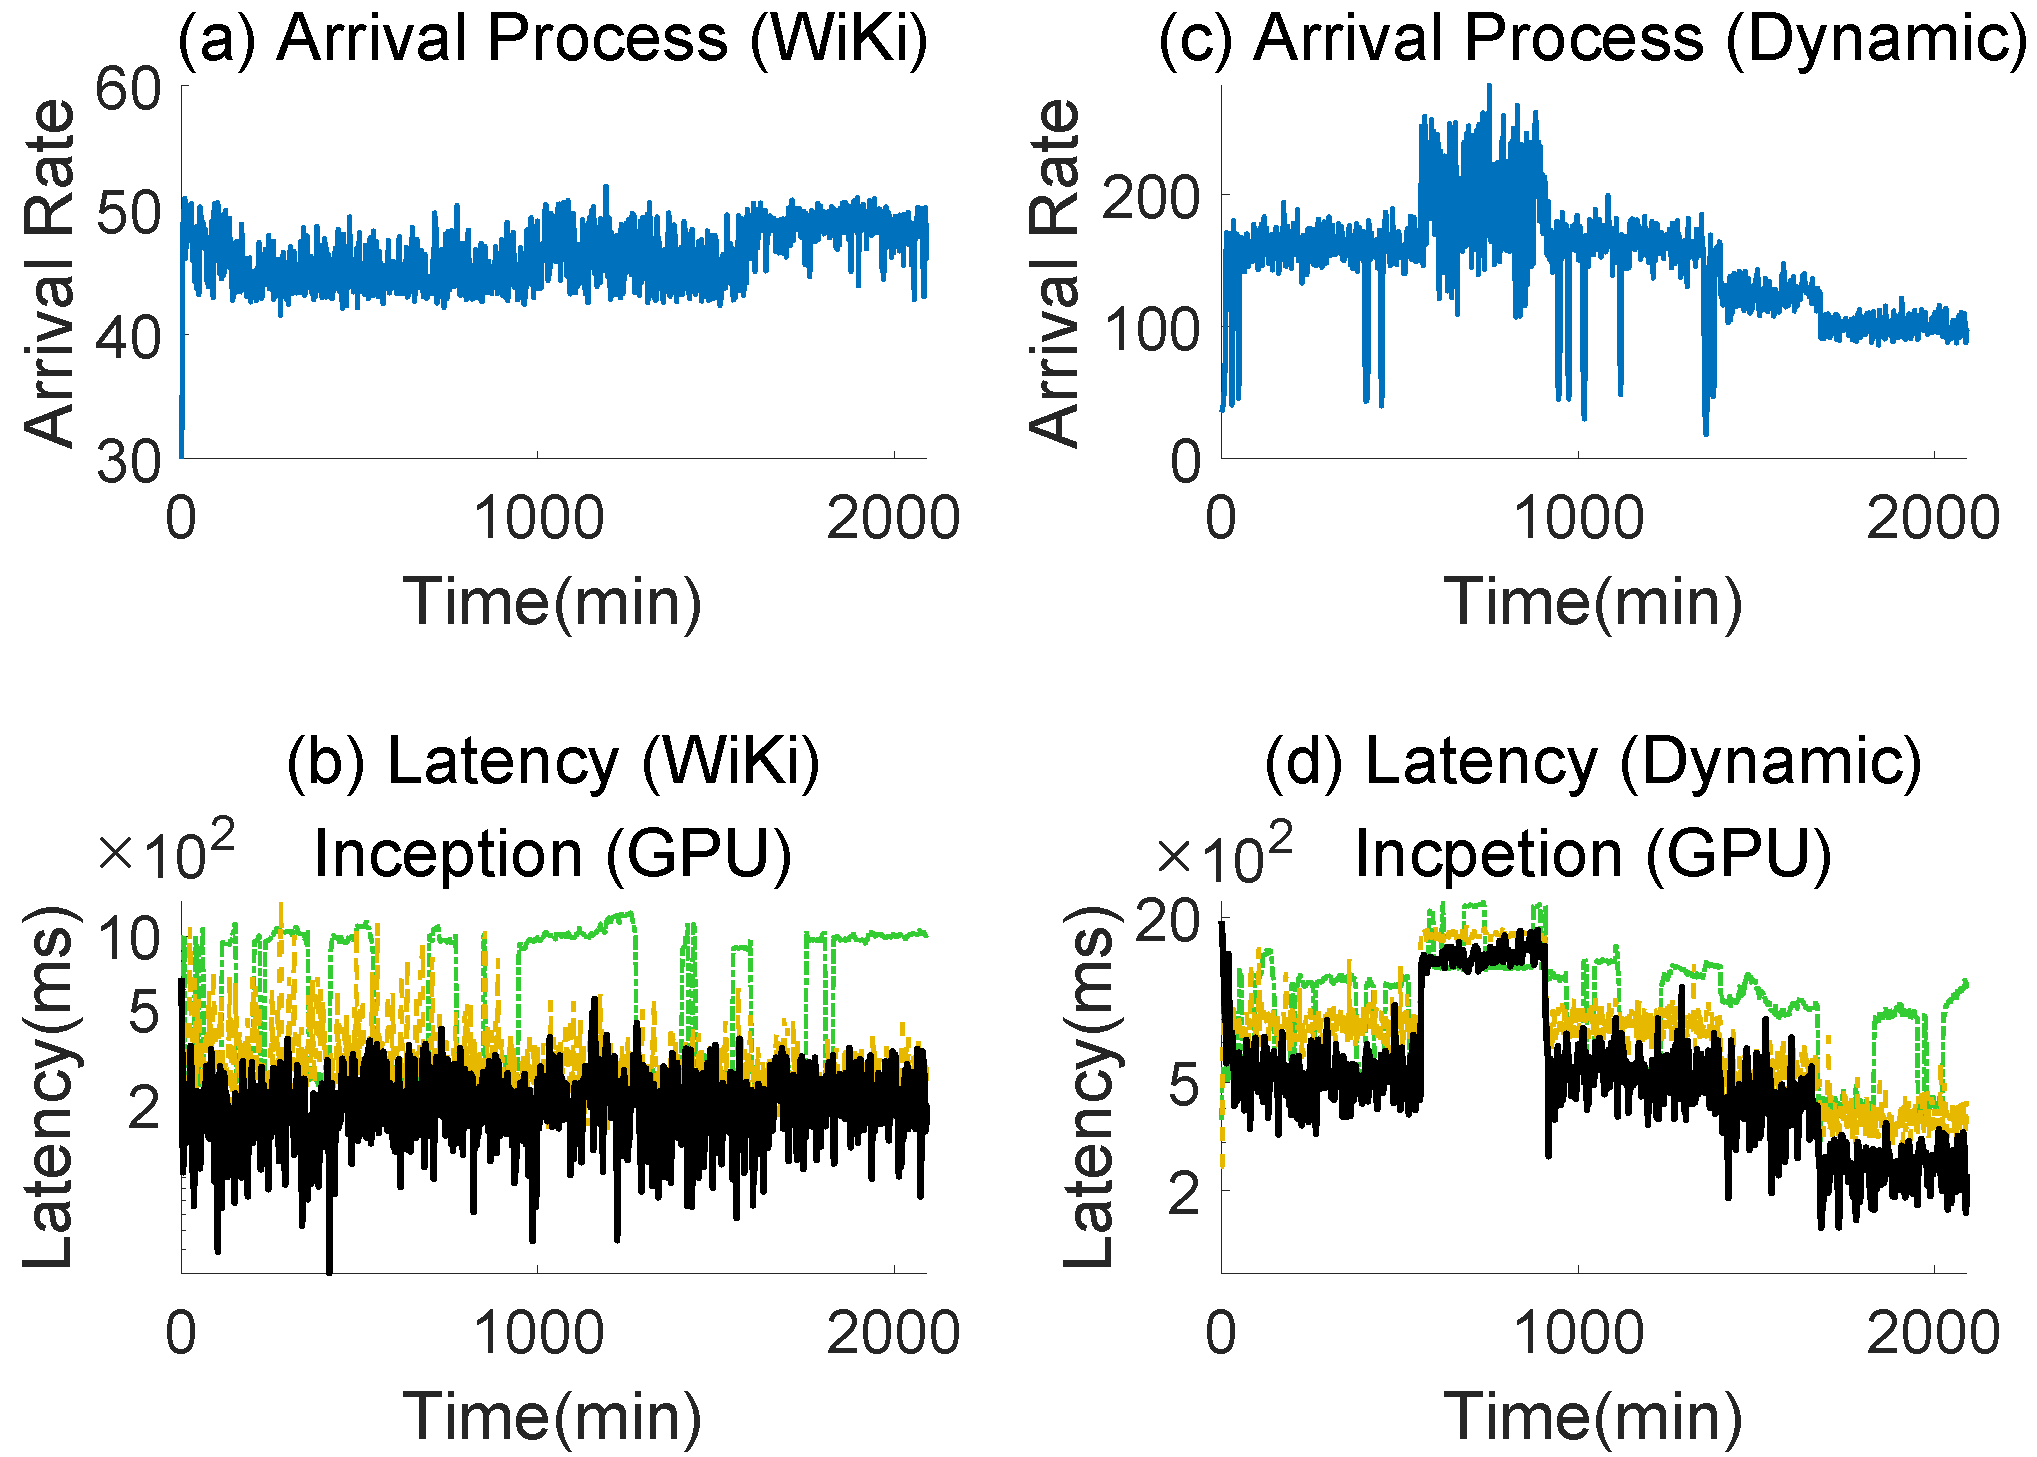 (a) Arrival Process (WiKi)
60
50
40
30
Arrival Rate
0
1000
2000
Time(min)
(c) Arrival Process (Dynamic)
200
100
0
Arrival Rate
0
1000
2000
Time(min)
(b) Latency (WiKi)
Inception (GPU)
×10²
10
5
2
Latency(ms)
0
1000
2000
Time(min)
(d) Latency (Dynamic)
Incpetion (GPU)
×10²
20
5
2
Latency(ms)
0
1000
2000
Time(min)